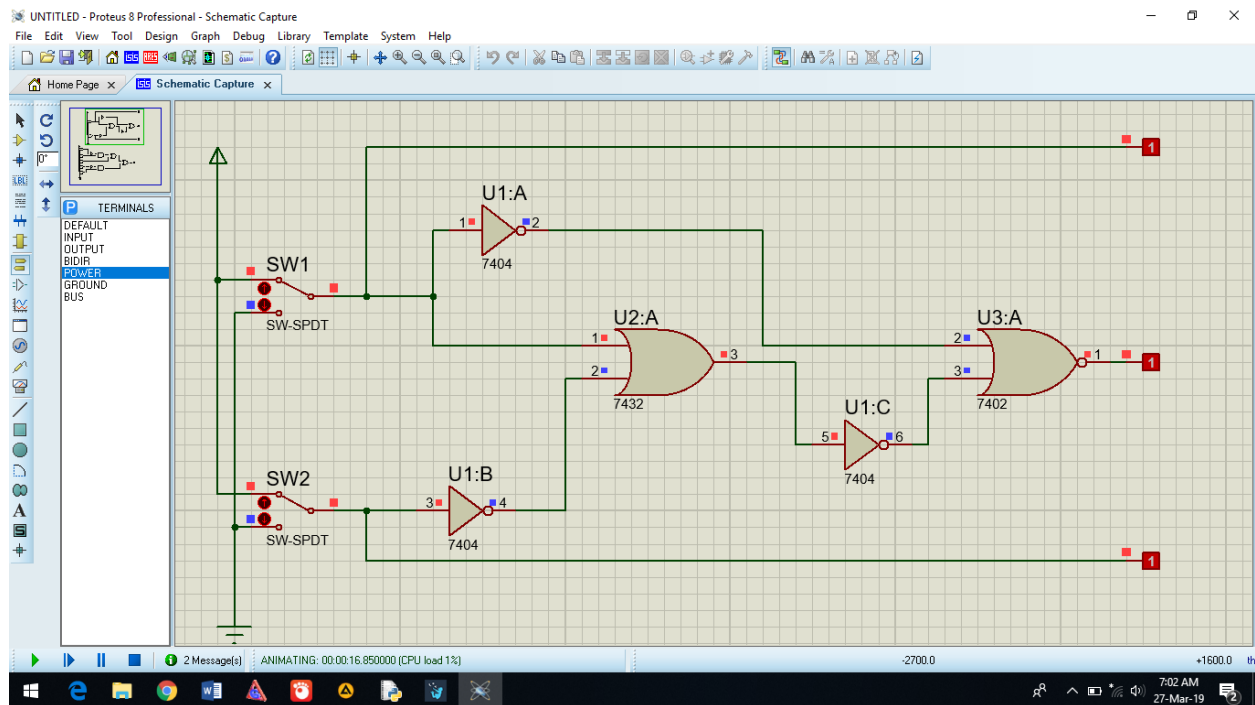 UNTITLED - Proteus 8 Professional - Schematic Capture
File Edit View Tool Design Graph Debug Library Template System Help
Home Page x
Schematic Capture x
0°
LBL
P TERMINALS
DEFAULT
INPUT
OUTPUT
BIDIR
POWER
GROUND
BUS
A
S
1
U1:A
1 2
7404
SW1
SW-SPDT
U2:A
1
2
3
7432
U3:A
2
3
1
1
7402
U1:C
5 6
7404
SW2
SW-SPDT
U1:B
3 4
7404
1
2 Message(s) ANIMATING: 00:00:16.850000 (CPU load 1%) -2700.0 +1600.0 th
7:02 AM
27-Mar-19
2